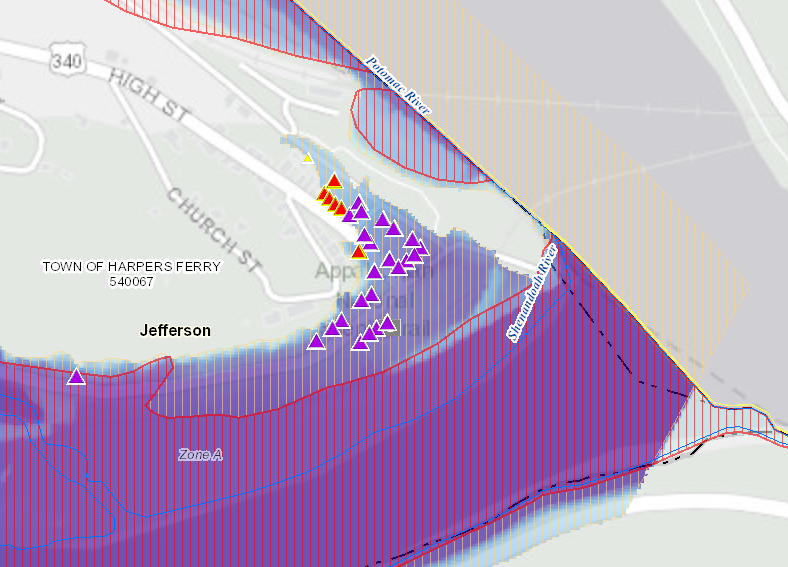 Potomac River
340
HIGH ST
CHURCH ST
TOWN OF HARPERS FERRY
540067
Jefferson
Shenandoah River
Zone A